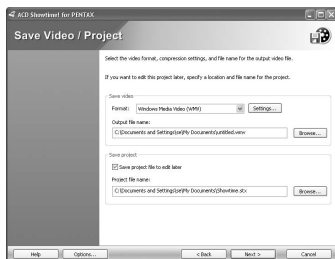 ACD Showtime! for PENTAX
Save Video / Project
Select the video format, compression settings, and file name for the output video file.
If you want to edit this project later, specify a location and file name for the project.
Save video
Format: Windows Media Video (WMV) Settings...
Output file name:
C:\Documents and Settings\se\My Documents\untitled.wmv Browse...
Save project
Save project file to edit later
Project file name:
C:\Documents and Settings\se\My Documents\Showtime.stx Browse...
Help Options... < Back Next > Cancel